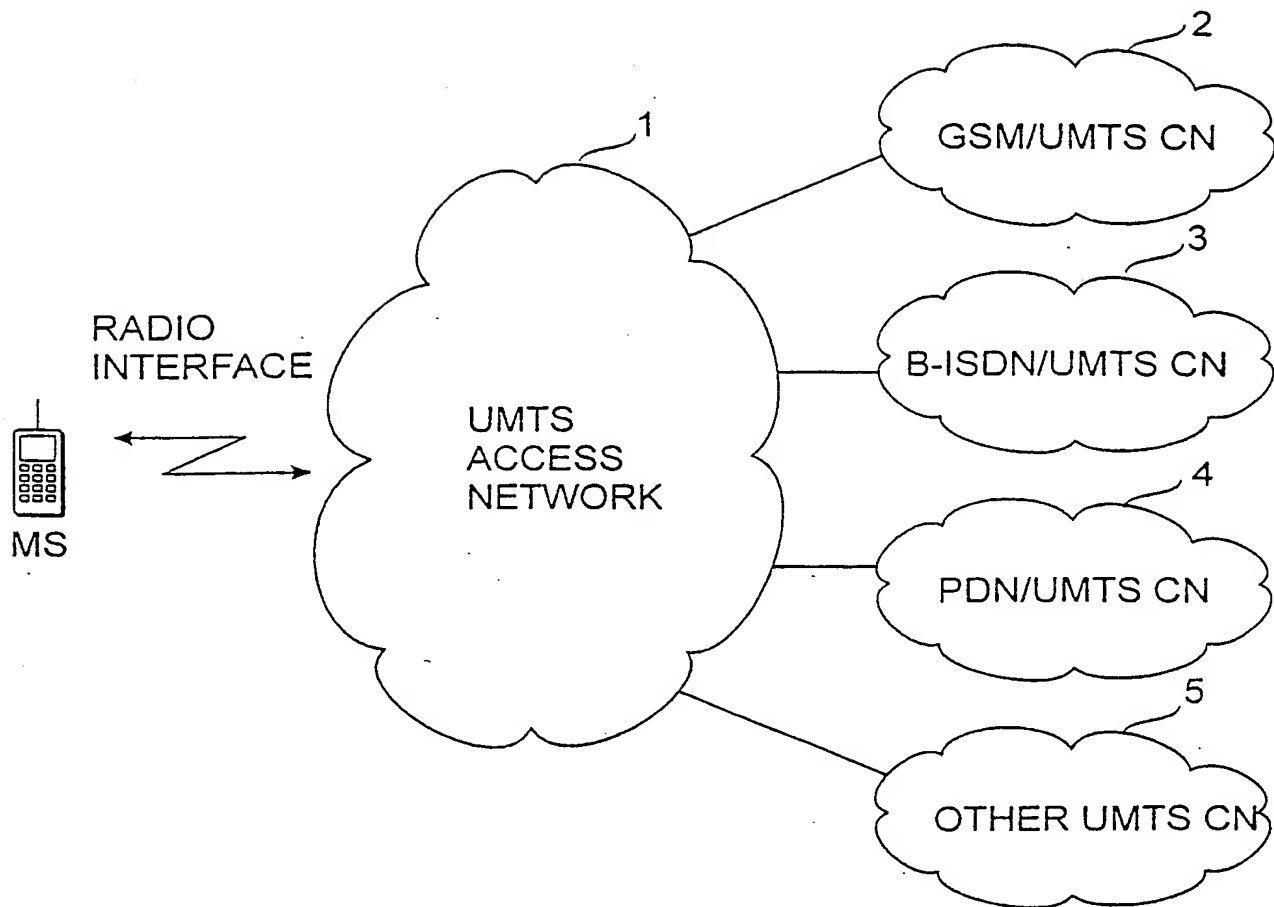 2
GSM/UMTS CN
1
3
B-ISDN/UMTS CN
RADIO
INTERFACE
UMTS
ACCESS
NETWORK
MS
4
PDN/UMTS CN
5
OTHER UMTS CN